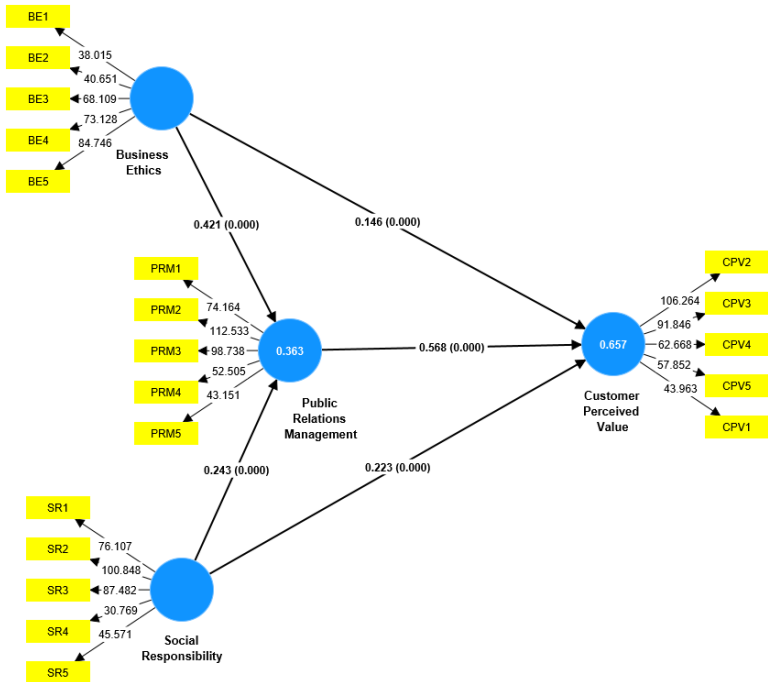 BE1
38.015
BE2
40.651
BE3
68.109
BE4
73.128
BE5
84.746
Business
Ethics
0.421 (0.000)
0.146 (0.000)
PRM1
74.164
PRM2
112.533
PRM3
98.738
PRM4
52.505
PRM5
43.151
0.363
Public
Relations
Management
0.568 (0.000)
0.657
Customer
Perceived
Value
CPV2
106.264
CPV3
91.846
CPV4
62.668
CPV5
57.852
CPV1
43.963
0.243 (0.000)
0.223 (0.000)
SR1
76.107
SR2
100.848
SR3
87.482
SR4
30.769
SR5
45.571
Social
Responsibility